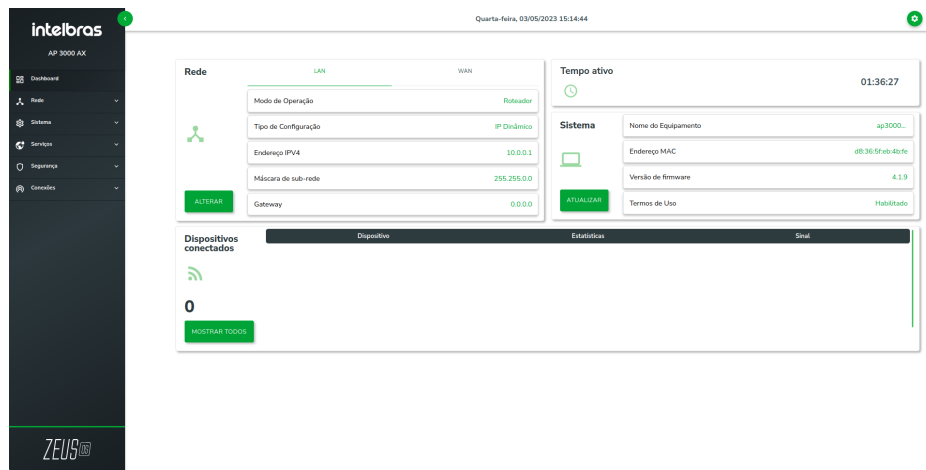 intelbras
Quarta-feira, 03/05/2023 15:14:44
AP 3000 AX
Dashboard
Rede
Sistema
Serviços
Segurança
Conexões
ZEUS OS
Rede
LAN
WAN
Modo de Operação Roteador
Tipo de Configuração IP Dinâmico
Endereço IPV4 10.0.0.1
Máscara de sub-rede 255.255.0.0
Gateway 0.0.0.0
ALTERAR
Tempo ativo
01:36:27
Sistema
Nome do Equipamento ap3000...
Endereço MAC d8:36:5f:eb:4b:fe
Versão de firmware 4.1.9
Termos de Uso Habilitado
ATUALIZAR
Dispositivos
conectados
0
MOSTRAR TODOS
Dispositivo Estatísticas Sinal